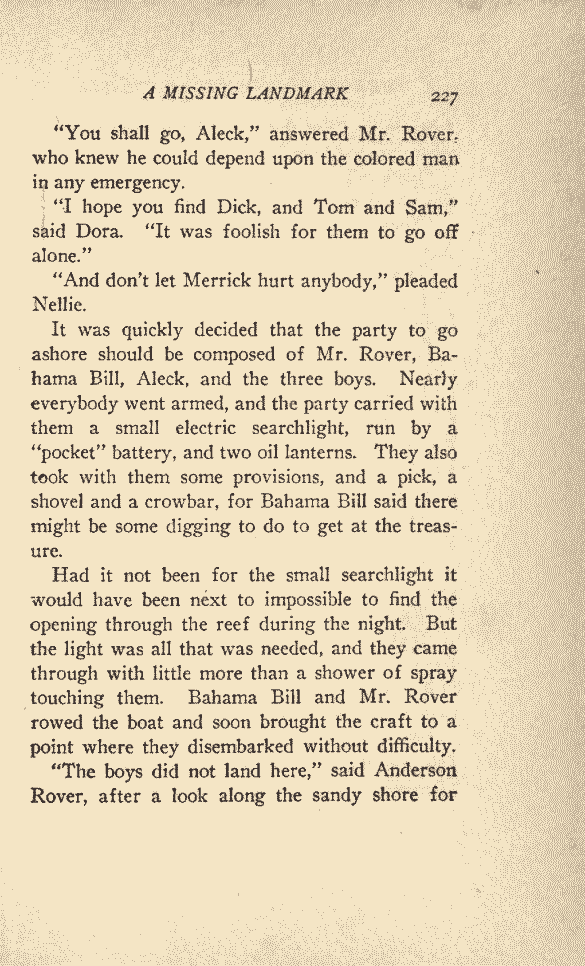 A MISSING LANDMARK 227
"You shall go, Aleck," answered Mr. Rover,
who knew he could depend upon the colored man
in any emergency.
"I hope you find Dick, and Tom and Sam,"
said Dora. "It was foolish for them to go off
alone."
"And don't let Merrick hurt anybody," pleaded
Nellie.
It was quickly decided that the party to go
ashore should be composed of Mr. Rover, Ba-
hama Bill, Aleck, and the three boys. Nearly
everybody went armed, and the party carried with
them a small electric searchlight, run by a
"pocket" battery, and two oil lanterns. They also
took with them some provisions, and a pick, a
shovel and a crowbar, for Bahama Bill said there
might be some digging to do to get at the treas-
ure.
Had it not been for the small searchlight it
would have been next to impossible to find the
opening through the reef during the night. But
the light was all that was needed, and they came
through with little more than a shower of spray
touching them. Bahama Bill and Mr. Rover
rowed the boat and soon brought the craft to a
point where they disembarked without difficulty.
"The boys did not land here," said Anderson
Rover, after a look along the sandy shore for